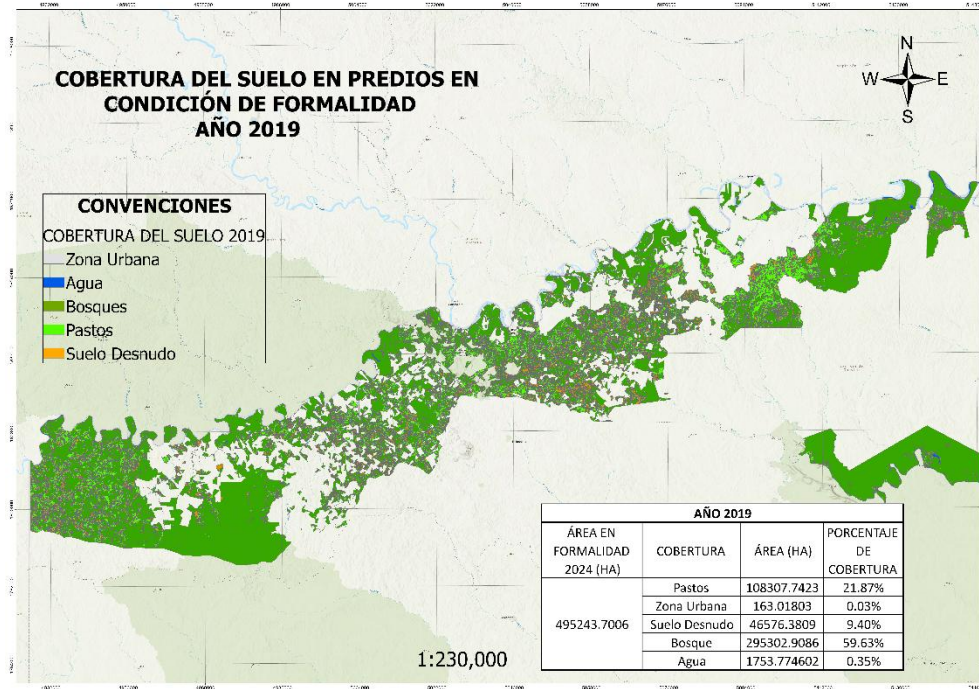 COBERTURA DEL SUELO EN PREDIOS EN
CONDICIÓN DE FORMALIDAD
AÑO 2019
N
W E
S
CONVENCIONES
COBERTURA DEL SUELO 2019
Zona Urbana
Agua
Bosques
Pastos
Suelo Desnudo
AÑO 2019
ÁREA EN FORMALIDAD 2024 (HA) COBERTURA ÁREA (HA) PORCENTAJE DE COBERTURA
495243.7006
Pastos 108307.7423 21.87%
Zona Urbana 163.01803 0.03%
Suelo Desnudo 46576.3809 9.40%
Bosque 295302.9086 59.63%
Agua 1753.774602 0.35%
1:230,000